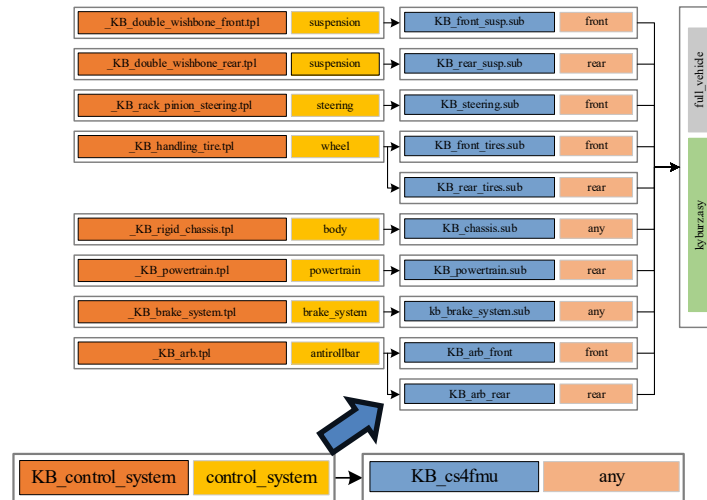 _KB_double_wishbone_front.tpl suspension KB_front_susp.sub front
_KB_double_wishbone_rear.tpl suspension KB_rear_susp.sub rear
_KB_rack_pinion_steering.tpl steering KB_steering.sub front
_KB_handling_tire.tpl wheel KB_front_tires.sub front
KB_rear_tires.sub rear
_KB_rigid_chassis.tpl body KB_chassis.sub any
_KB_powertrain.tpl powertrain KB_powertrain.sub rear
_KB_brake_system.tpl brake_system kb_brake_system.sub any
_KB_arb.tpl antirollbar KB_arb_front front
KB_arb_rear rear
full_vehicle
kyburz.asy
KB_control_system control_system KB_cs4fmu any